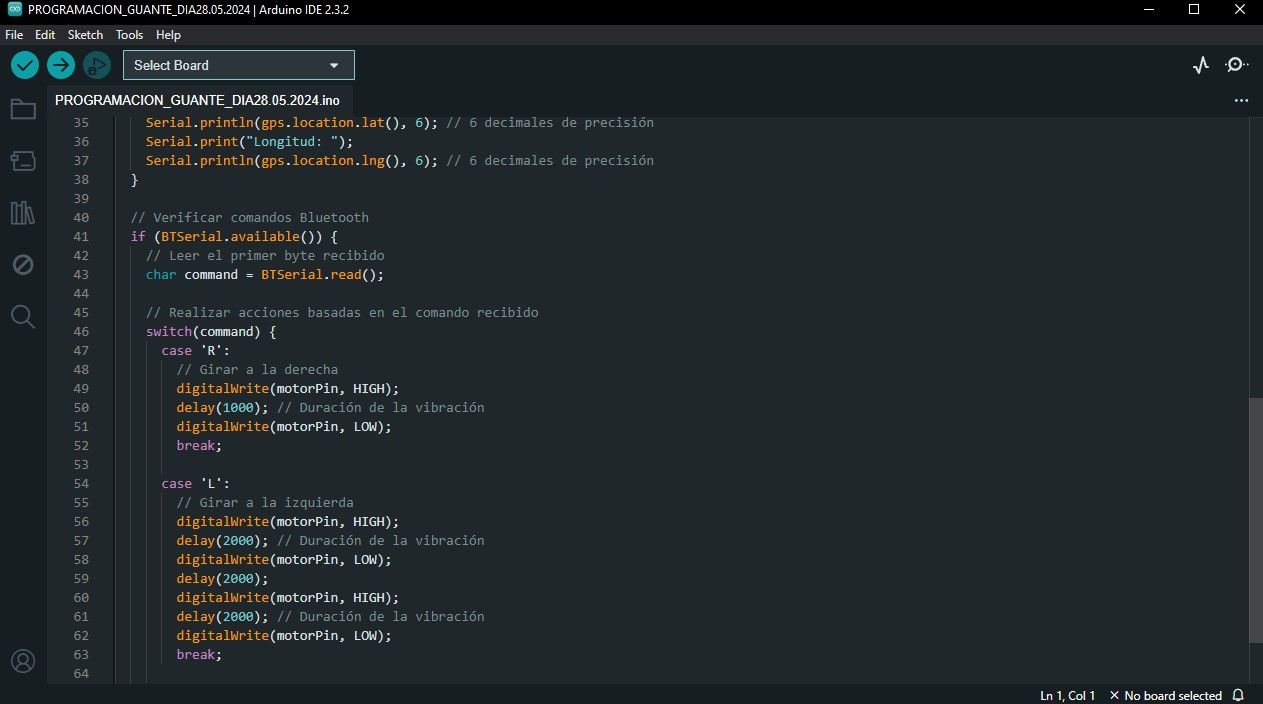 PROGRAMACION_GUANTE_DIA28.05.2024 | Arduino IDE 2.3.2
File Edit Sketch Tools Help
Select Board
PROGRAMACION_GUANTE_DIA28.05.2024.ino
35 Serial.println(gps.location.lat(), 6); // 6 decimales de precisión
36 Serial.print("Longitud: ");
37 Serial.println(gps.location.lng(), 6); // 6 decimales de precisión
38 }
39
40 // Verificar comandos Bluetooth
41 if (BTSerial.available()) {
42 // Leer el primer byte recibido
43 char command = BTSerial.read();
44
45 // Realizar acciones basadas en el comando recibido
46 switch(command) {
47 case 'R':
48 // Girar a la derecha
49 digitalWrite(motorPin, HIGH);
50 delay(1000); // Duración de la vibración
51 digitalWrite(motorPin, LOW);
52 break;
53
54 case 'L':
55 // Girar a la izquierda
56 digitalWrite(motorPin, HIGH);
57 delay(2000); // Duración de la vibración
58 digitalWrite(motorPin, LOW);
59 delay(2000);
60 digitalWrite(motorPin, HIGH);
61 delay(2000); // Duración de la vibración
62 digitalWrite(motorPin, LOW);
63 break;
64
Ln 1, Col 1 No board selected